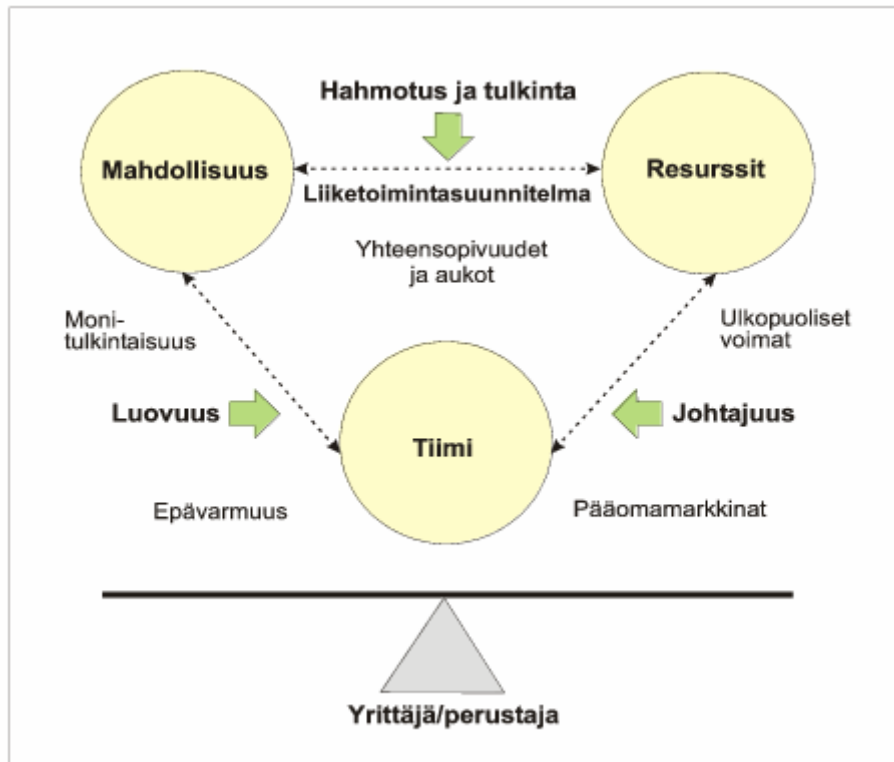 Hahmotus ja tulkinta
Mahdollisuus
Resurssit
Liiketoimintasuunnitelma
Yhteensopivuudet
ja aukot
Moni-
tulkintaisuus
Ulkopuoliset
voimat
Luovuus
Johtajuus
Tiimi
Epävarmuus
Pääomamarkkinat
Yrittäjä/perustaja